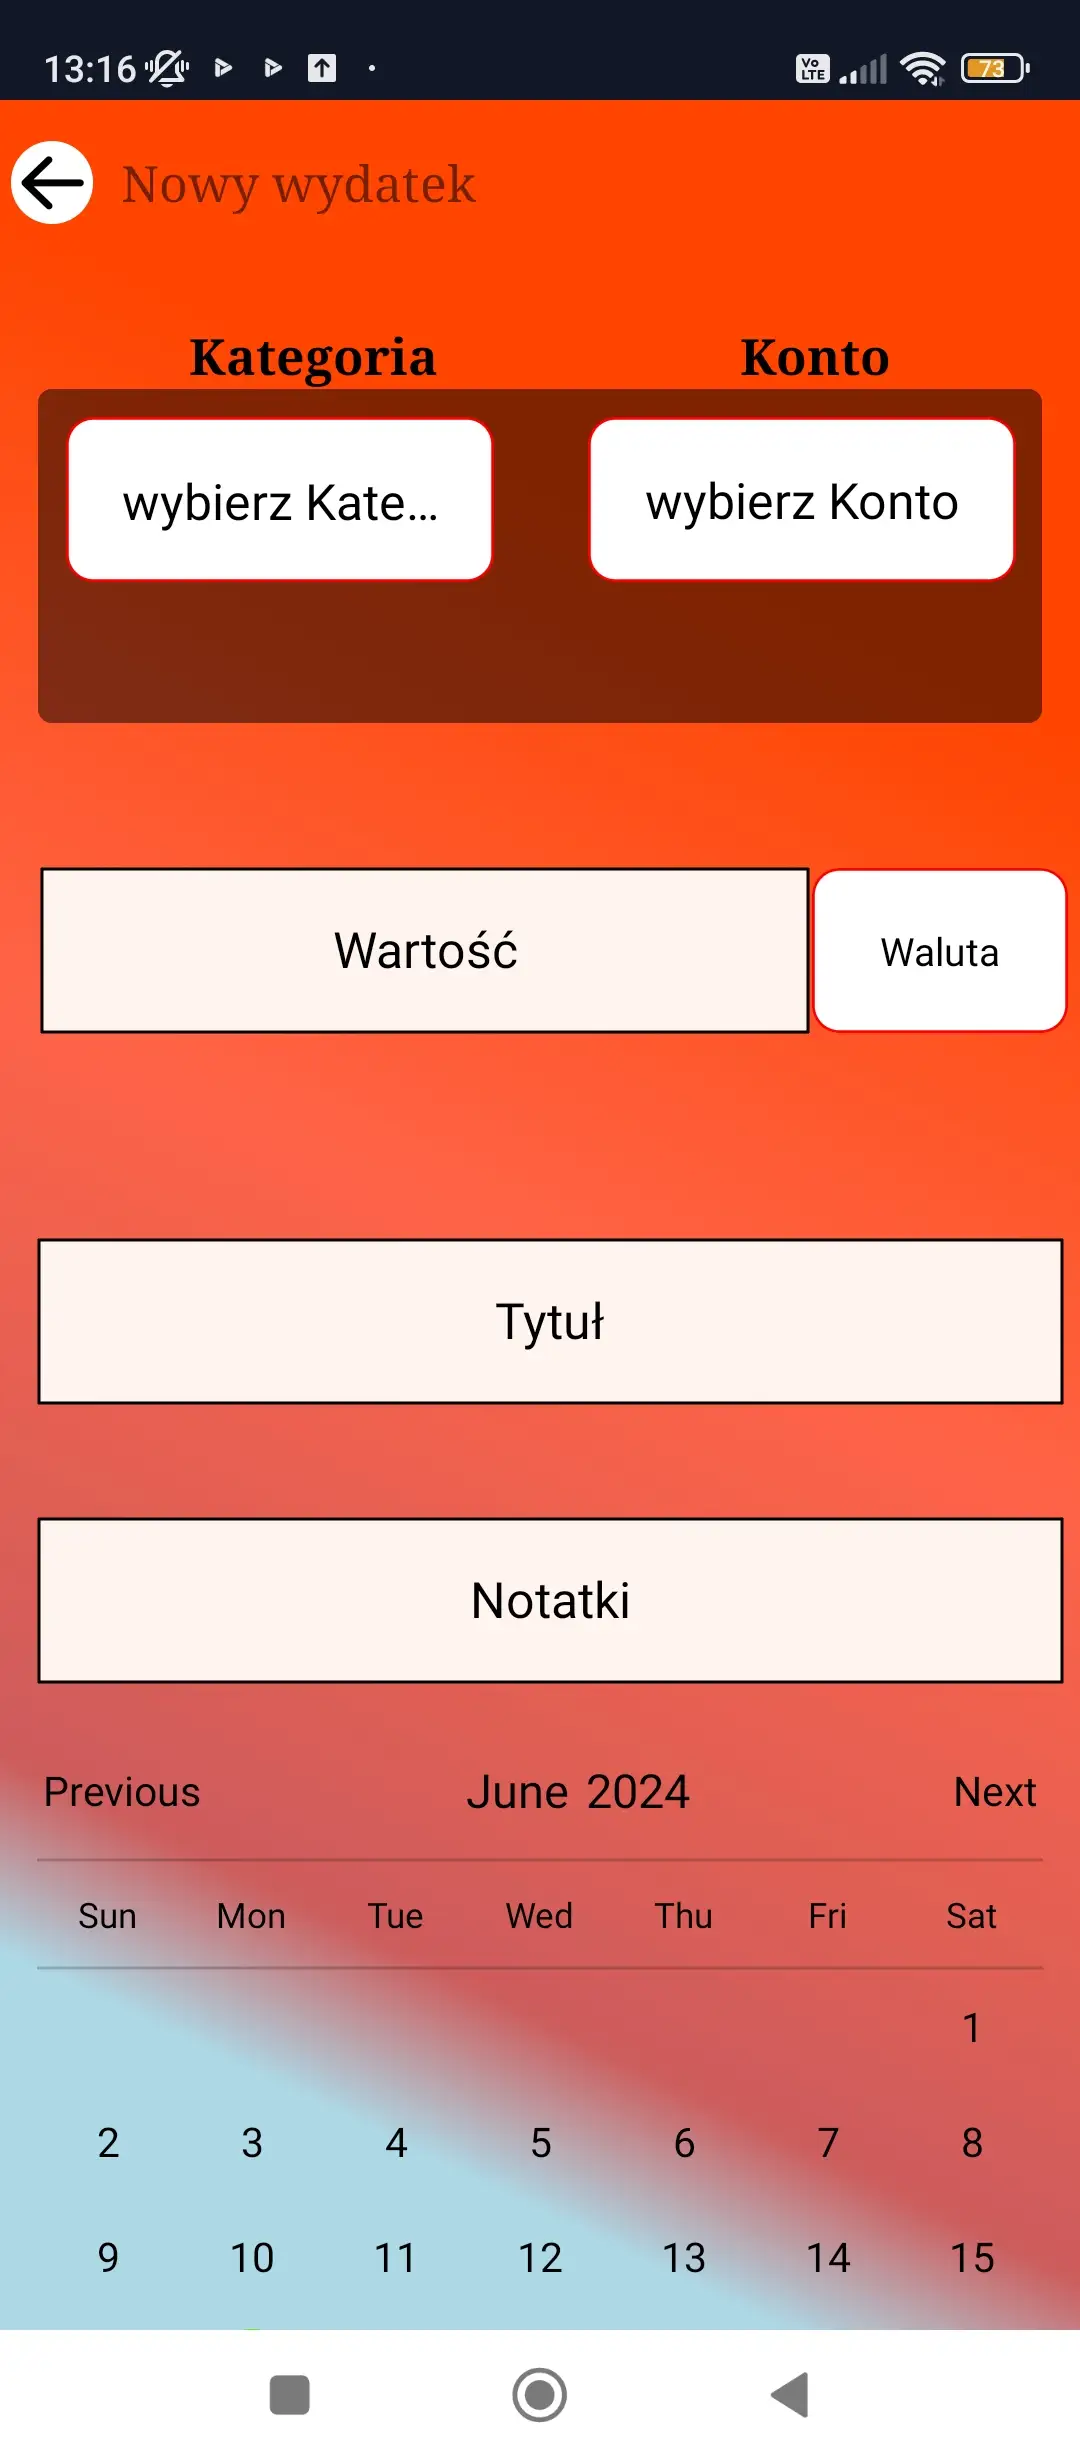 13:16 Vo LTE 73
Nowy wydatek
Kategoria Konto
wybierz Kate... wybierz Konto
Wartość Waluta
Tytuł
Notatki
Previous June 2024 Next
Sun Mon Tue Wed Thu Fri Sat
1
2 3 4 5 6 7 8
9 10 11 12 13 14 15